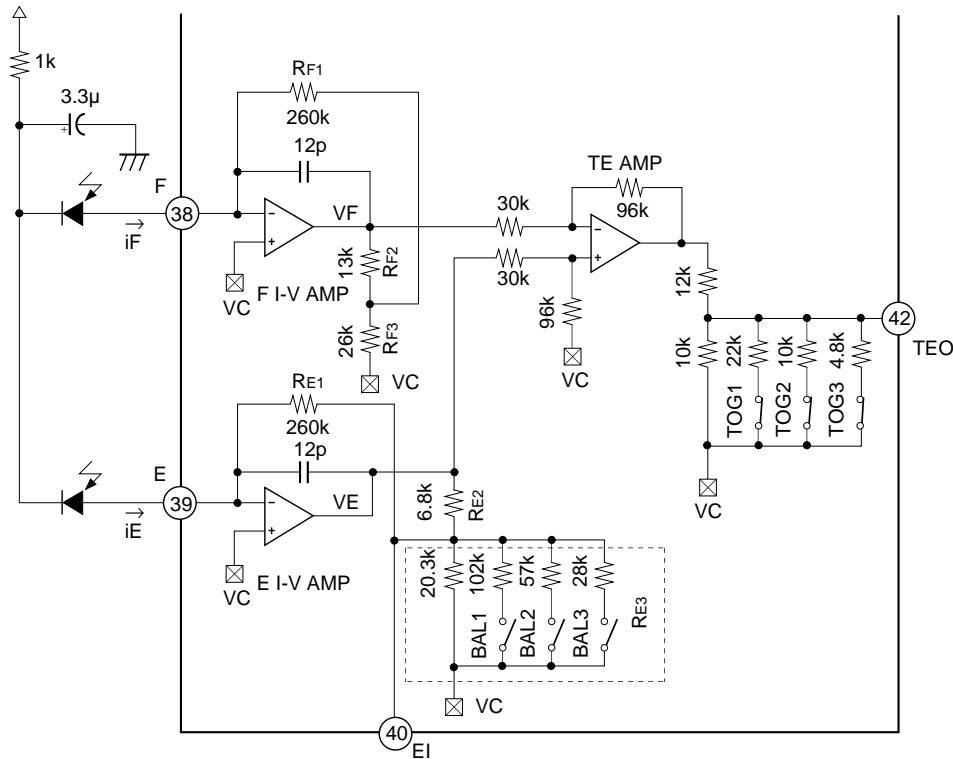 1k
3.3µ
+
F
38
iF
RF1
260k
12p
VF
VC
F I-V AMP
13k
RF2
26k
RF3
VC
30k
30k
TE AMP
96k
96k
VC
12k
42
TEO
10k
22k
10k
4.8k
TOG1
TOG2
TOG3
VC
E
39
iE
RE1
260k
12p
VE
VC
E I-V AMP
6.8k
RE2
20.3k
102k
57k
28k
BAL1
BAL2
BAL3
RE3
VC
40
EI